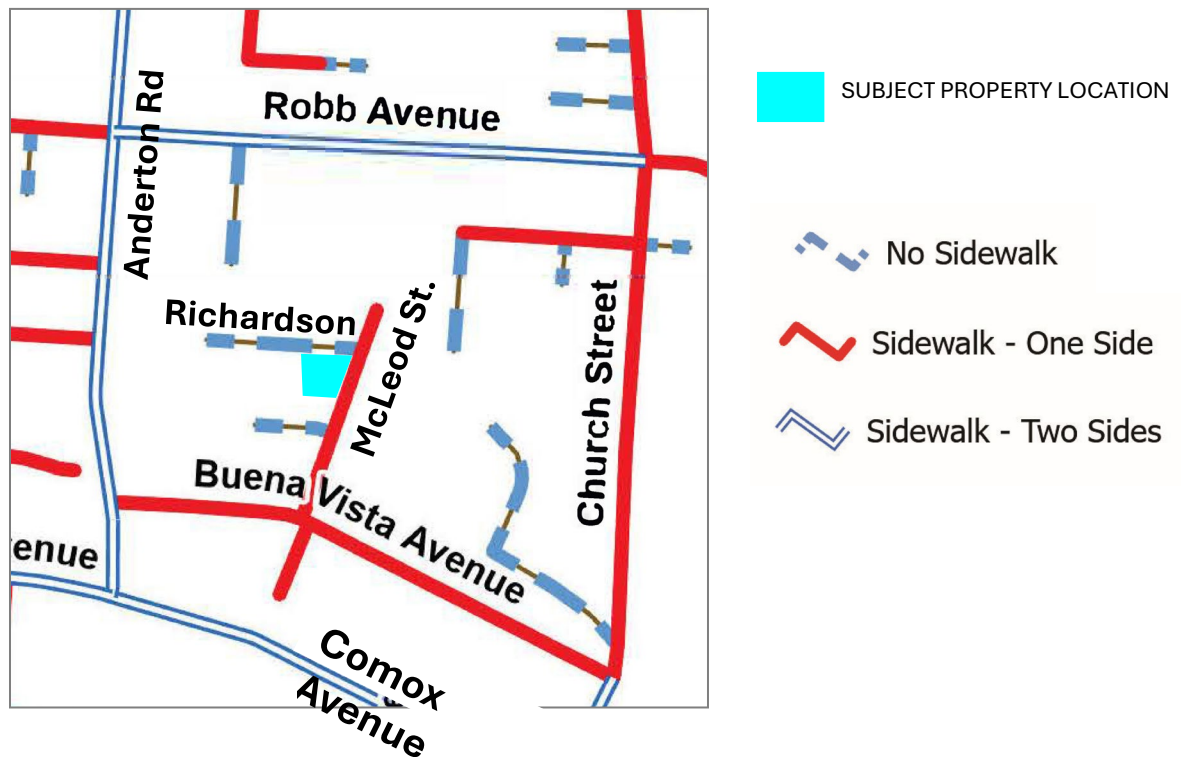 Robb Avenue
Anderton Rd
Richardson
McLeod St.
Church Street
Buena Vista Avenue
enue
Comox
Avenue
SUBJECT PROPERTY LOCATION
No Sidewalk
Sidewalk - One Side
Sidewalk - Two Sides